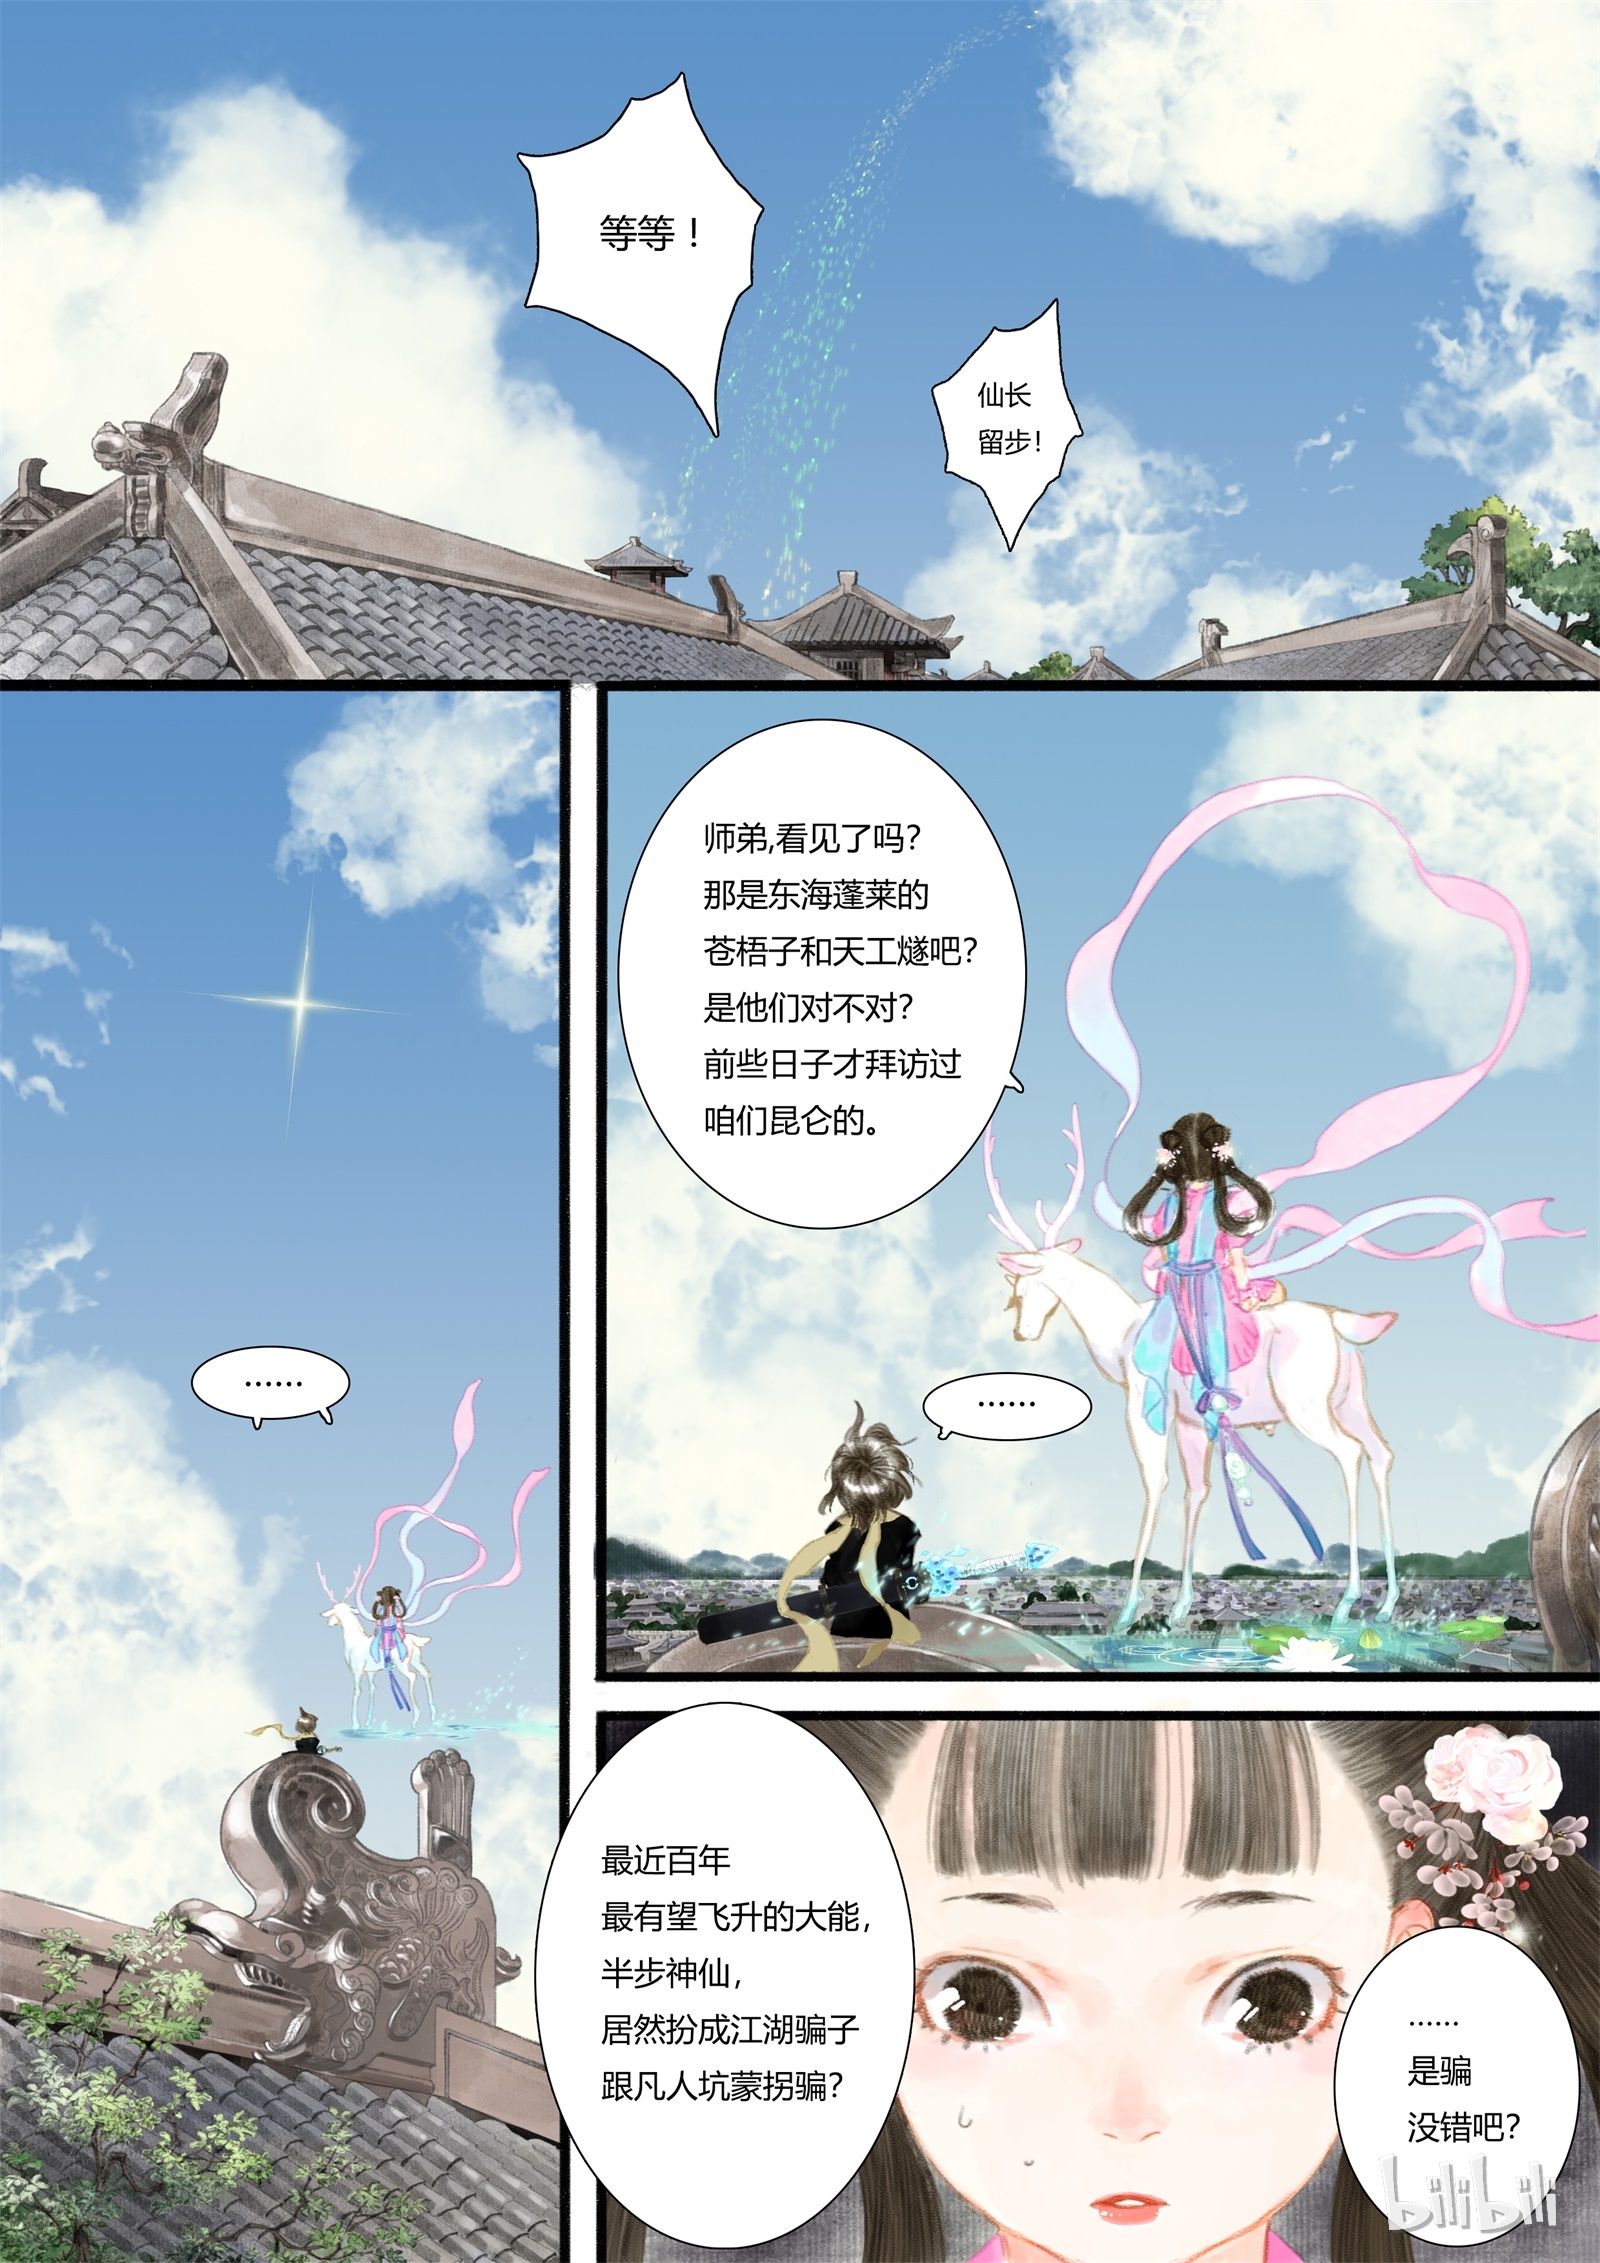 等等！
仙长
留步！
……
师弟,看见了吗？
那是东海蓬莱的
苍梧子和天工燧吧？
是他们对不对？
前些日子才拜访过
咱们昆仑的。
……
最近百年
最有望飞升的大能，
半步神仙，
居然扮成江湖骗子
跟凡人坑蒙拐骗？
……
是骗
没错吧？
bilibili